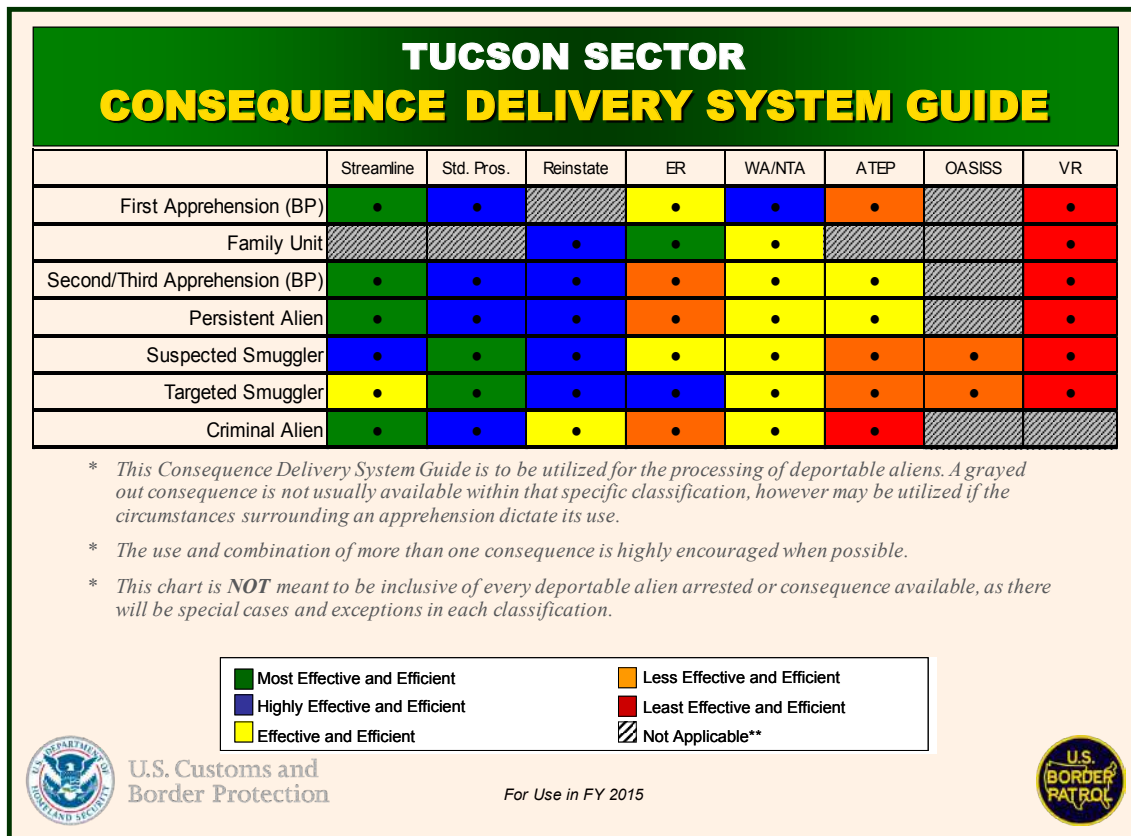 TUCSON SECTOR
CONSEQUENCE DELIVERY SYSTEM GUIDE
Streamline Std. Pros. Reinstate ER WA/NTA ATEP OASISS VR
First Apprehension (BP)
Family Unit
Second/Third Apprehension (BP)
Persistent Alien
Suspected Smuggler
Targeted Smuggler
Criminal Alien
* This Consequence Delivery System Guide is to be utilized for the processing of deportable aliens. A grayed
out consequence is not usually available within that specific classification, however may be utilized if the
circumstances surrounding an apprehension dictate its use.
* The use and combination of more than one consequence is highly encouraged when possible.
* This chart is NOT meant to be inclusive of every deportable alien arrested or consequence available, as there
will be special cases and exceptions in each classification.
Most Effective and Efficient
Highly Effective and Efficient
Effective and Efficient
Less Effective and Efficient
Least Effective and Efficient
Not Applicable**
U.S. DEPARTMENT OF
HOMELAND SECURITY
U.S. Customs and
Border Protection
For Use in FY 2015
U.S.
BORDER
PATROL